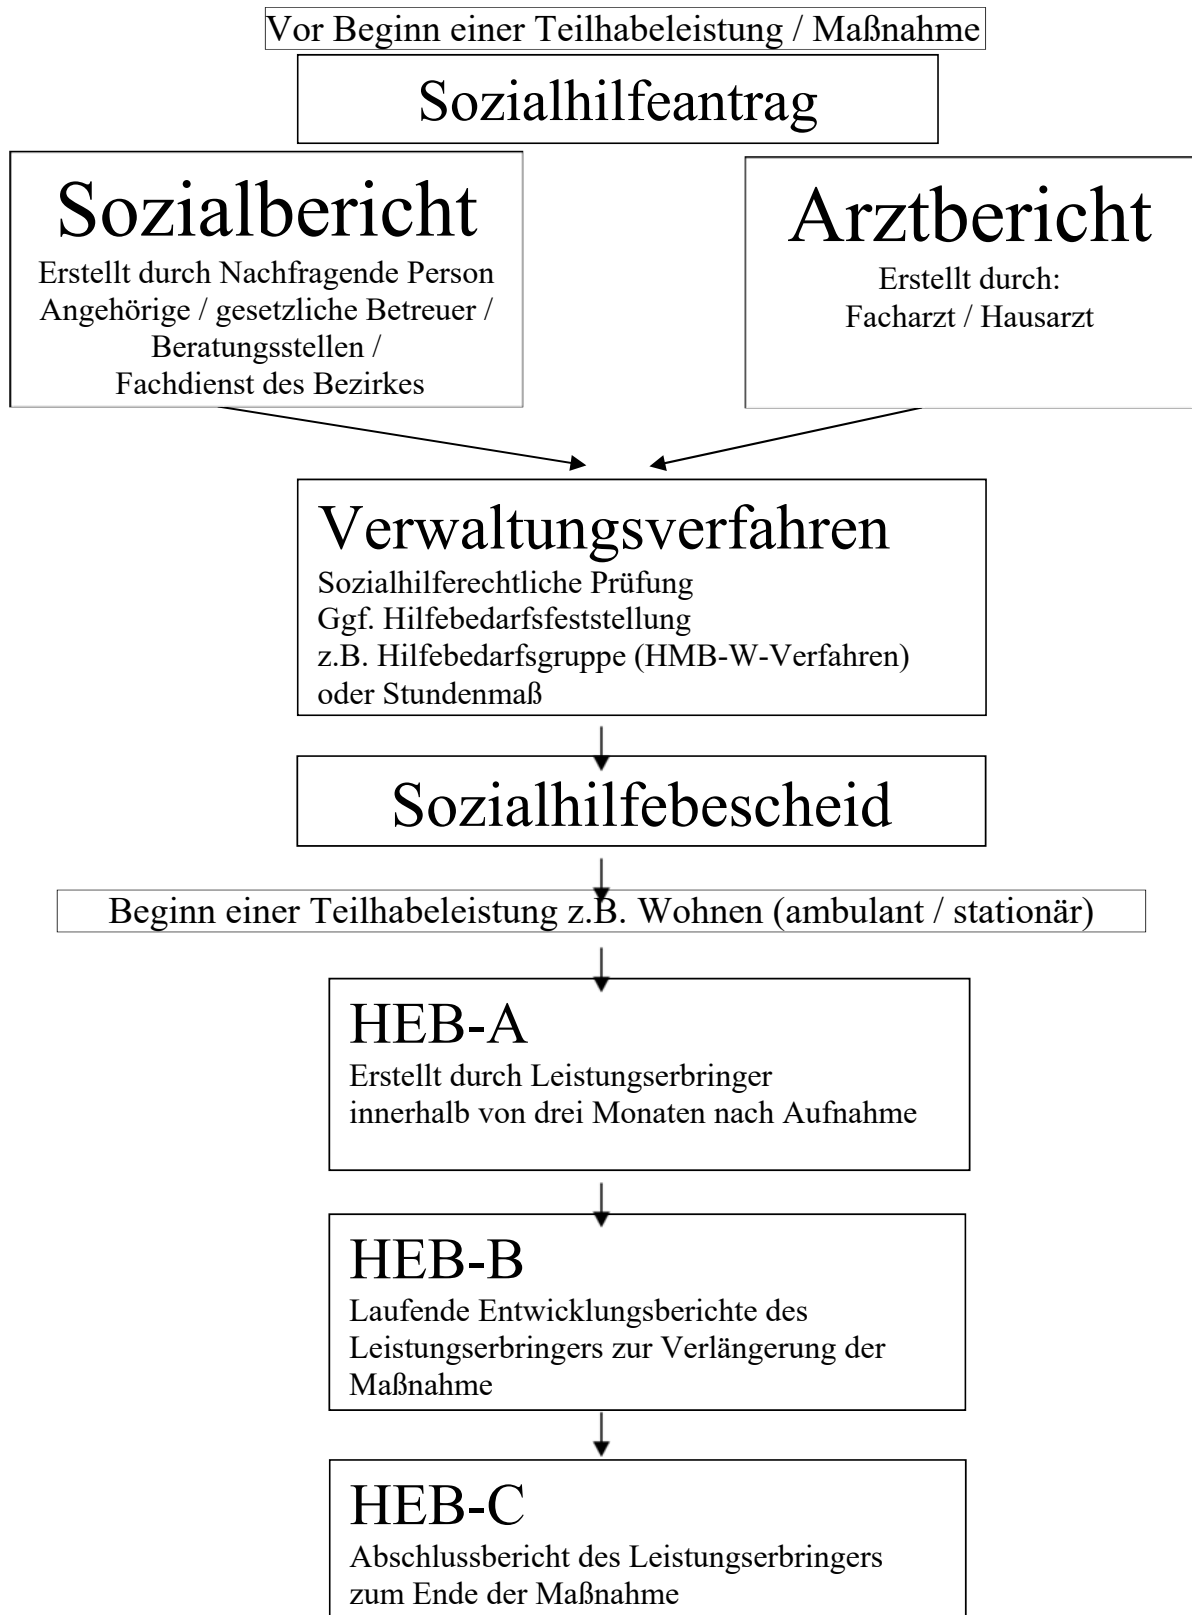 Vor Beginn einer Teilhabeleistung / Maßnahme
Sozialhilfeantrag
Sozialbericht
Erstellt durch Nachfragende Person
Angehörige / gesetzliche Betreuer /
Beratungsstellen /
Fachdienst des Bezirkes
Arztbericht
Erstellt durch:
Facharzt / Hausarzt
Verwaltungsverfahren
Sozialhilferechtliche Prüfung
Ggf. Hilfebedarfsfeststellung
z.B. Hilfebedarfsgruppe (HMB-W-Verfahren)
oder Stundenmaß
Sozialhilfebescheid
Beginn einer Teilhabeleistung z.B. Wohnen (ambulant / stationär)
HEB-A
Erstellt durch Leistungserbringer
innerhalb von drei Monaten nach Aufnahme
HEB-B
Laufende Entwicklungsberichte des
Leistungserbringers zur Verlängerung der
Maßnahme
HEB-C
Abschlussbericht des Leistungserbringers
zum Ende der Maßnahme